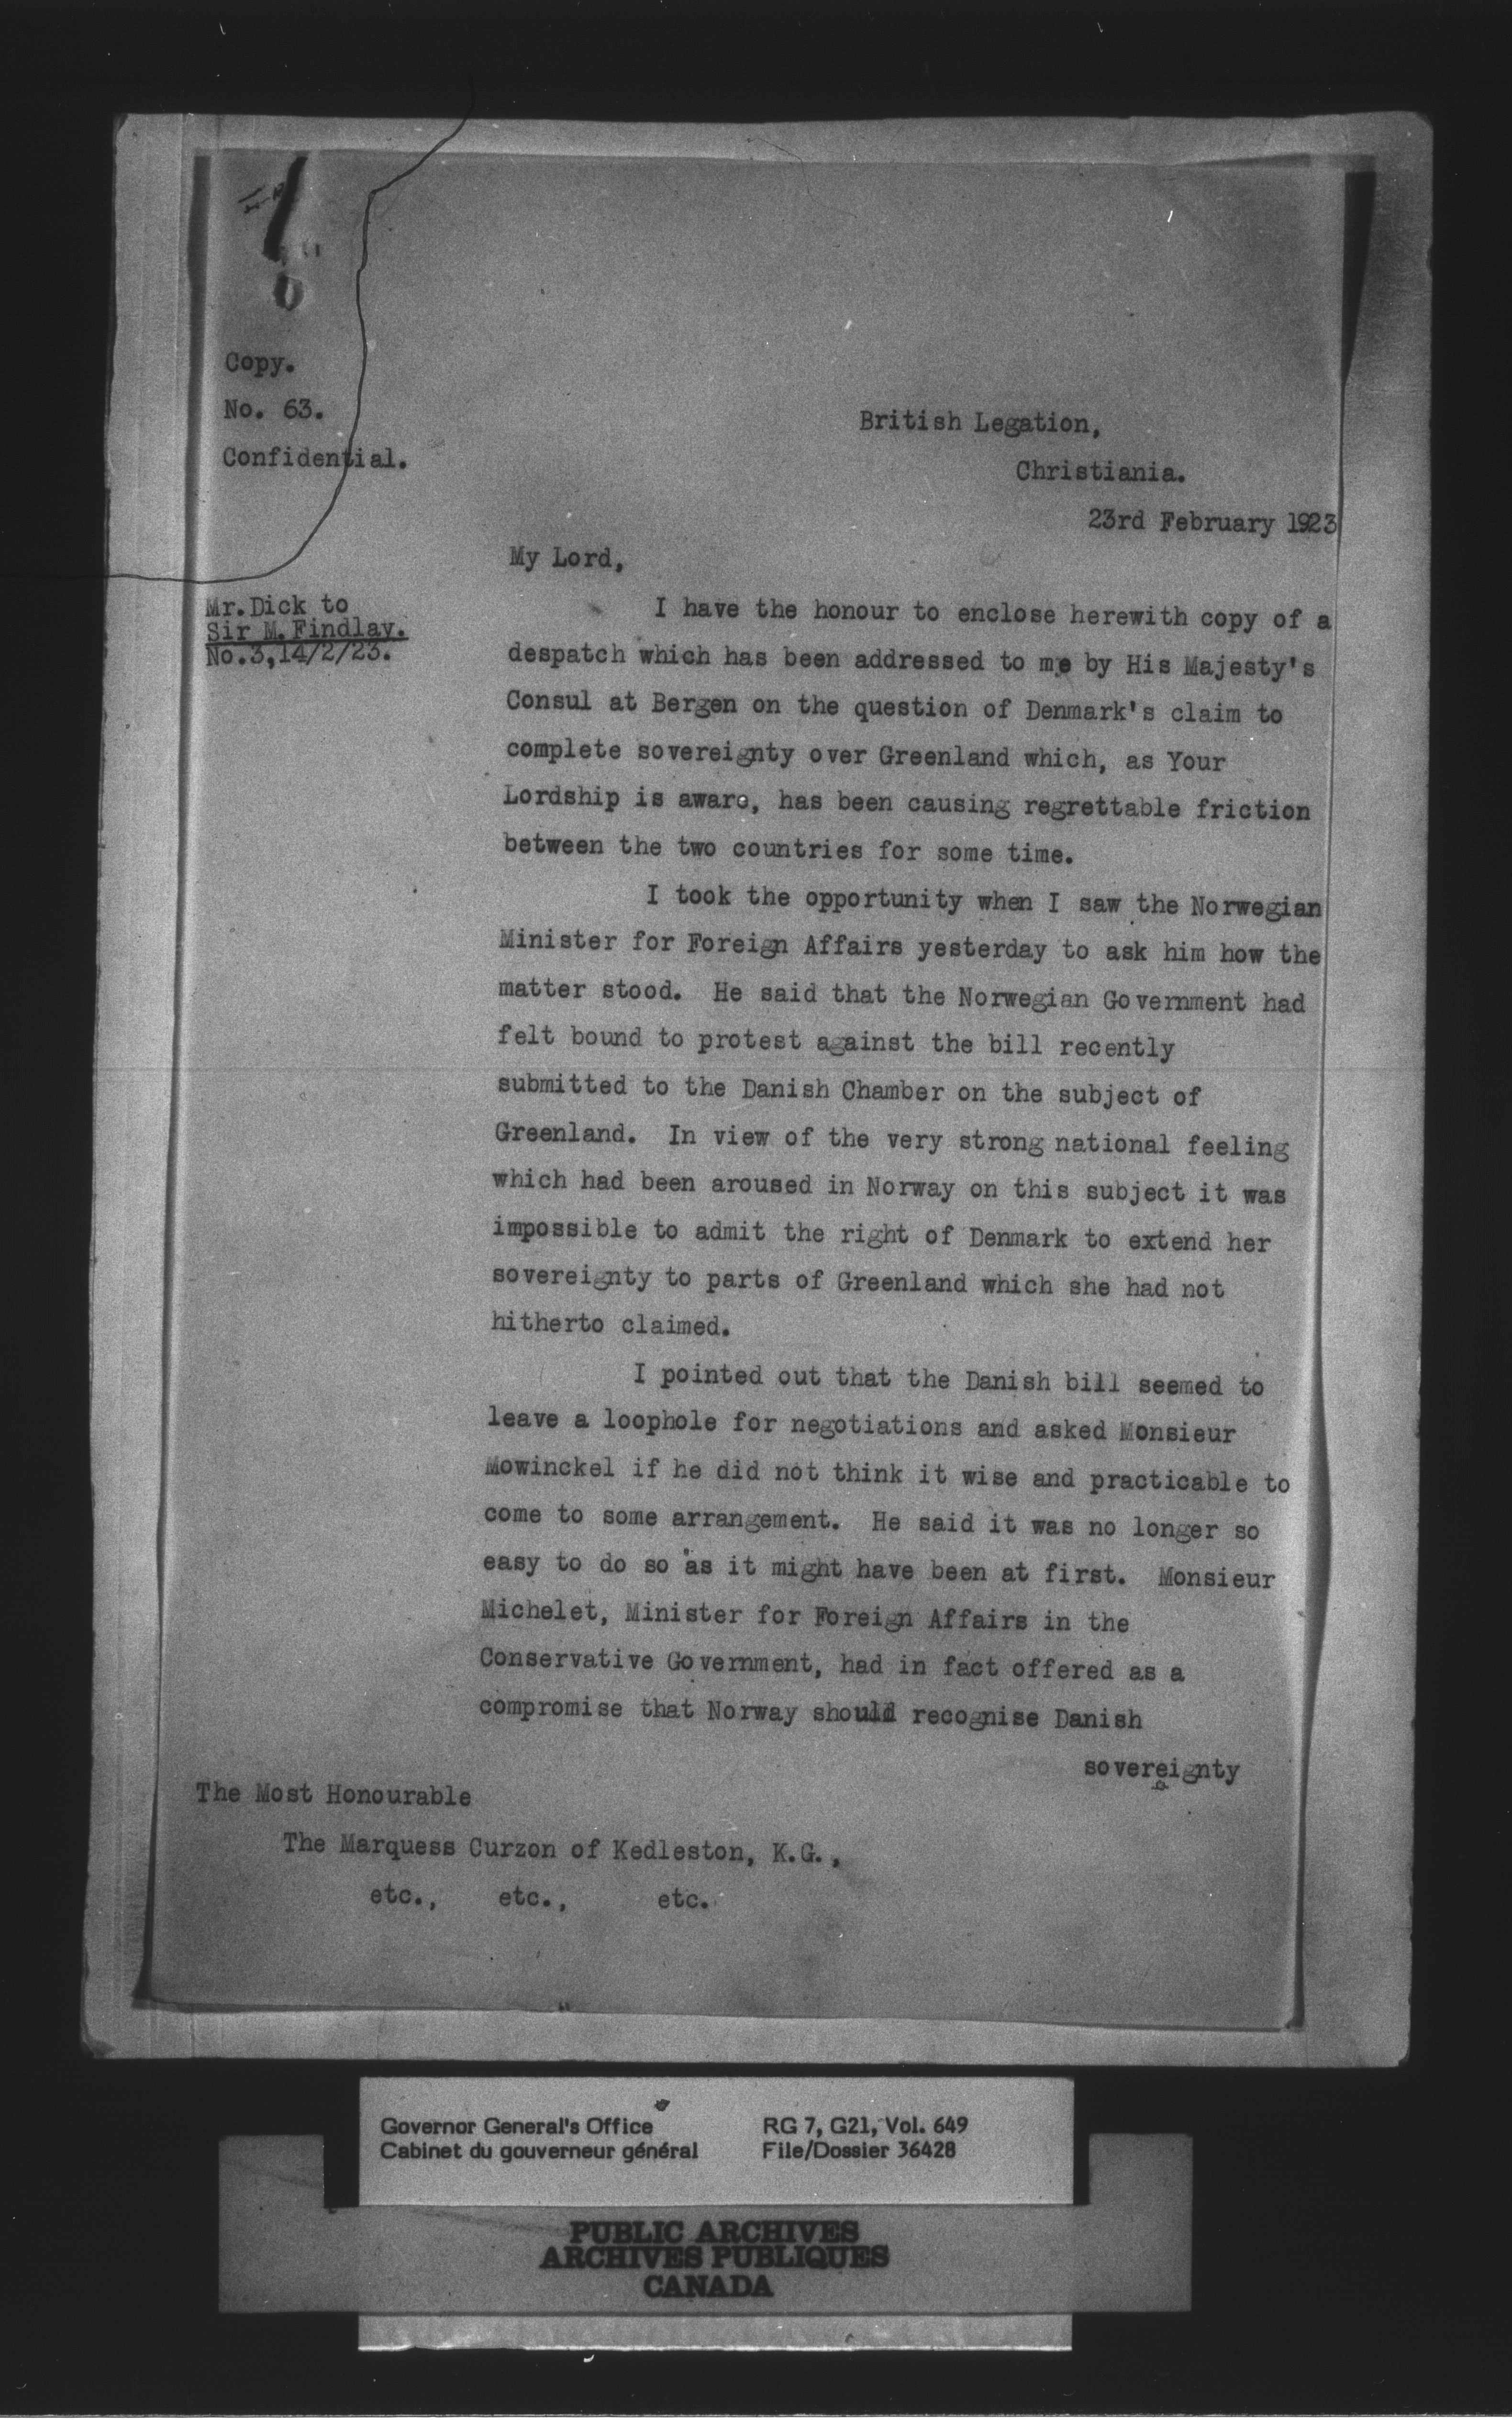 Copy.
No. 63.
Confidential.
British Legation,
Christiania.
23rd February 1923
My Lord,
Mr. Dick to
Sir M. Findlay.
No.3,14/2/23.
I have the honour to enclose herewith copy of a
despatch which has been addressed to me by His Majesty's
Consul at Bergen on the question of Denmark's claim to
complete sovereignty over Greenland which, as Your
Lordship is aware, has been causing regrettable friction
between the two countries for some time.
I took the opportunity when I saw the Norwegian
Minister for Foreign Affairs yesterday to ask him how the
matter stood. He said that the Norwegian Government had
felt bound to protest against the bill recently
submitted to the Danish Chamber on the subject of
Greenland. In view of the very strong national feeling
which had been aroused in Norway on this subject it was
impossible to admit the right of Denmark to extend her
sovereignty to parts of Greenland which she had not
hitherto claimed.
I pointed out that the Danish bill seemed to
leave a loophole for negotiations and asked Monsieur
Mowinckel if he did not think it wise and practicable to
come to some arrangement. He said it was no longer so
easy to do so as it might have been at first. Monsieur
Michelet, Minister for Foreign Affairs in the
Conservative Government, had in fact offered as a
compromise that Norway should recognise Danish
sovereignty
The Most Honourable
The Marquess Curzon of Kedleston, K.G.,
etc., etc., etc.
Governor General's Office
Cabinet du gouverneur général
RG 7, G21, Vol. 649
File/Dossier 36428
PUBLIC ARCHIVES
ARCHIVES PUBLIQUES
CANADA